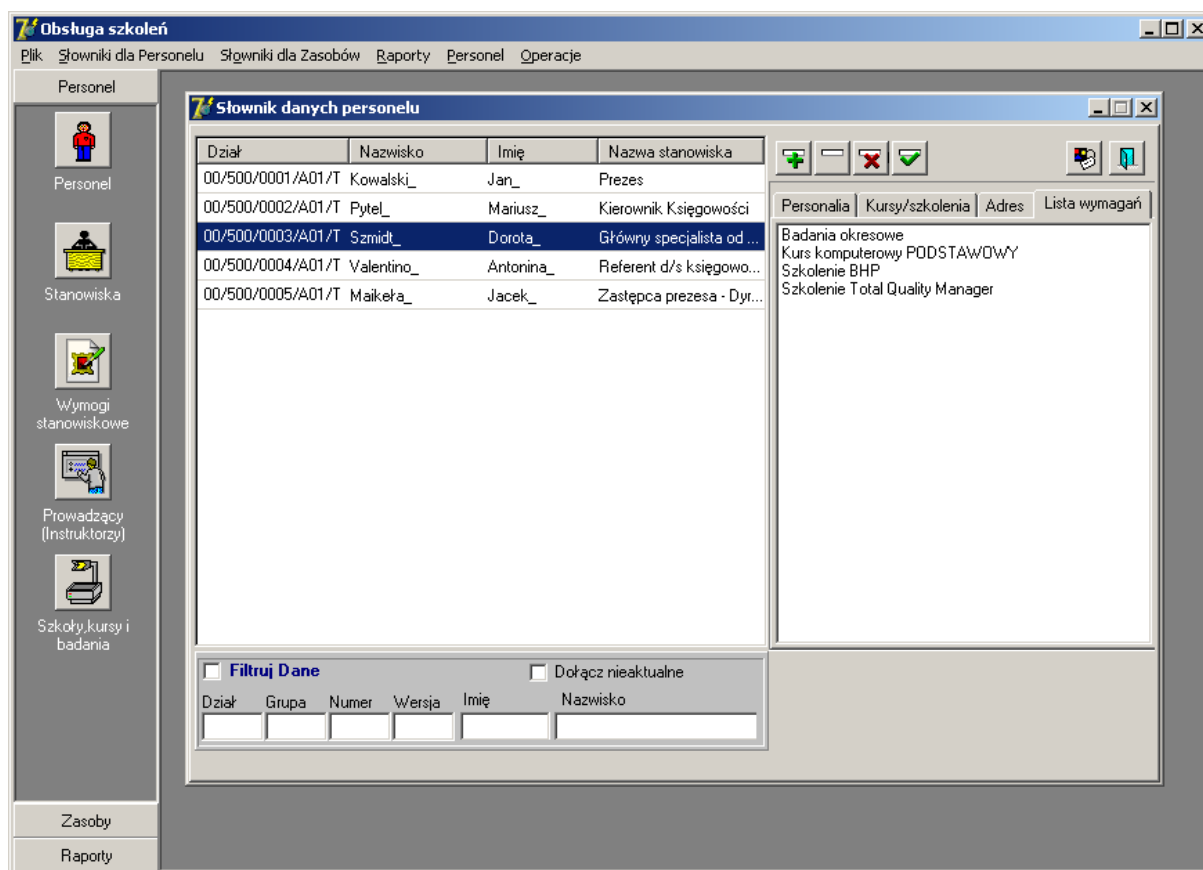 Obsługa szkoleń
Plik Słowniki dla Personelu Słowniki dla Zasobów Raporty Personel Operacje
Personel
Personel
Stanowiska
Wymogi
stanowiskowe
Prowadzący
(Instruktorzy)
Szkoły,kursy i
badania
Zasoby
Raporty
Słownik danych personelu
Dział Nazwisko Imię Nazwa stanowiska
00/500/0001/A01/T Kowalski_ Jan_ Prezes
00/500/0002/A01/T Pytel_ Mariusz_ Kierownik Księgowości
00/500/0003/A01/T Szmidt_ Dorota_ Główny specjalista od ...
00/500/0004/A01/T Valentino_ Antonina_ Referent d/s księgowo...
00/500/0005/A01/T Maikeła_ Jacek_ Zastępca prezesa - Dyr...
Personalia Kursy/szkolenia Adres Lista wymagań
Badania okresowe
Kurs komputerowy PODSTAWOWY
Szkolenie BHP
Szkolenie Total Quality Manager
Filtruj Dane Dołącz nieaktualne
Dział Grupa Numer Wersja Imię Nazwisko